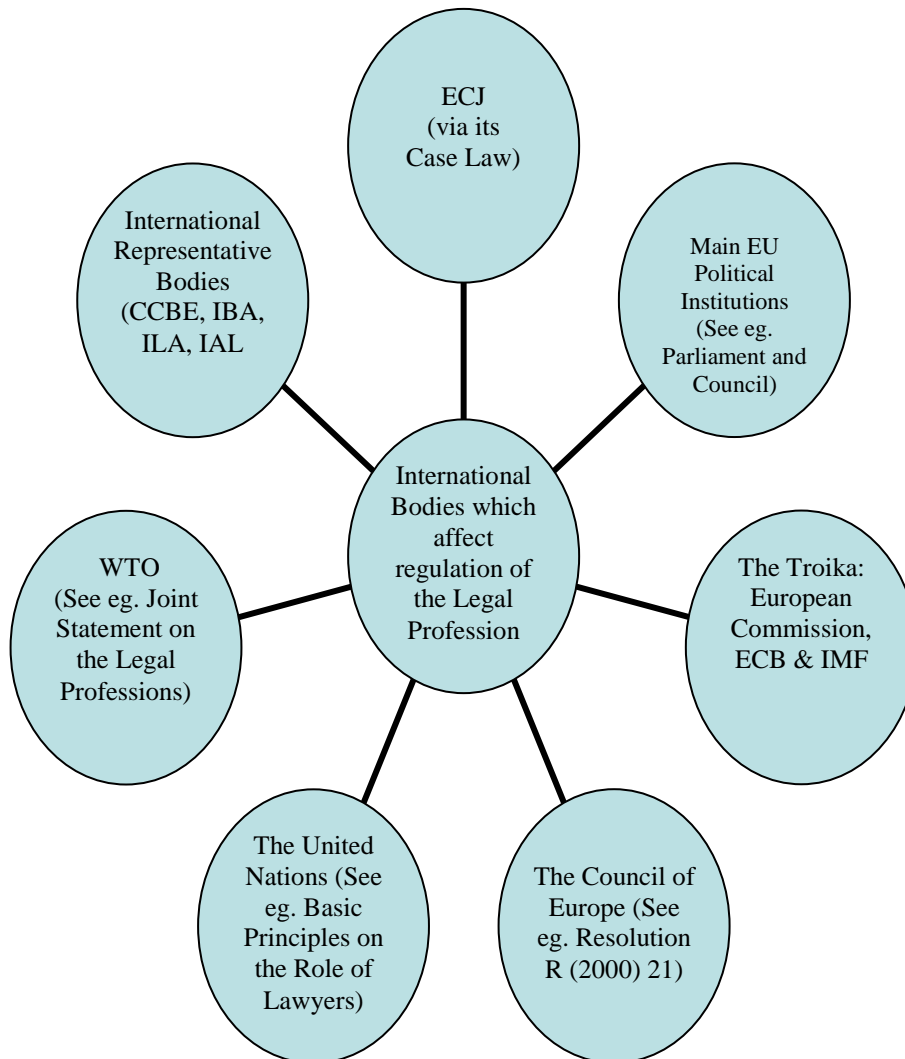 ECJ
(via its
Case Law)
International
Representative
Bodies
(CCBE, IBA,
ILA, IAL
Main EU
Political
Institutions
(See eg.
Parliament and
Council)
International
Bodies which
affect
regulation of
the Legal
Profession
WTO
(See eg. Joint
Statement on
the Legal
Professions)
The Troika:
European
Commission,
ECB & IMF
The United
Nations (See
eg. Basic
Principles on
the Role of
Lawyers)
The Council of
Europe (See
eg. Resolution
R (2000) 21)